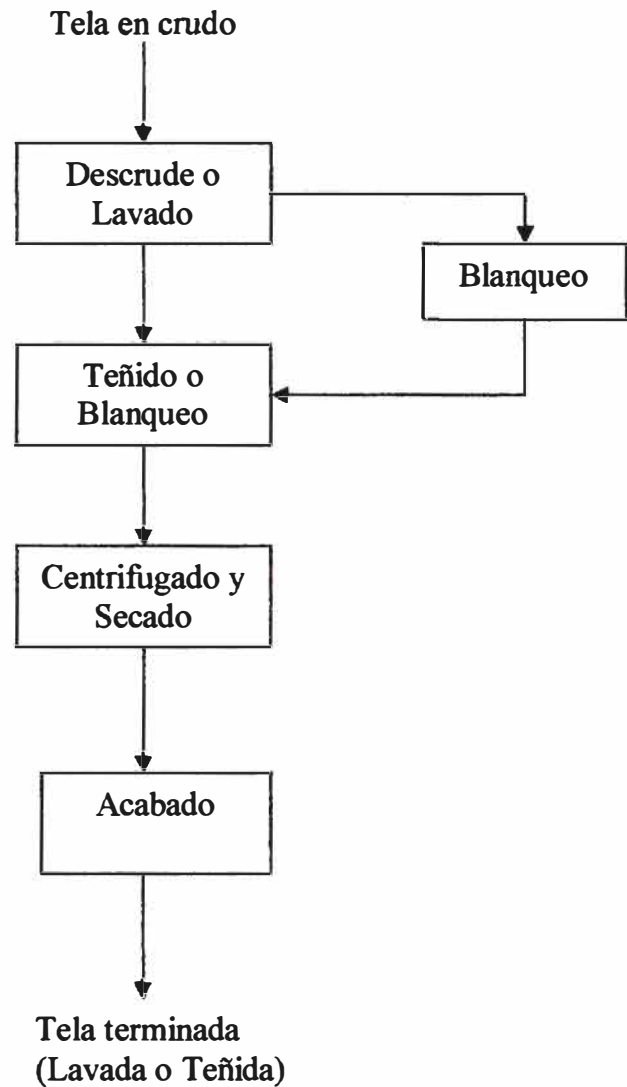 Tela en crudo
Descrude o
Lavado
Blanqueo
Teñido o
Blanqueo
Centrifugado y
Secado
Acabado
Tela terminada
(Lavada o Teñida)